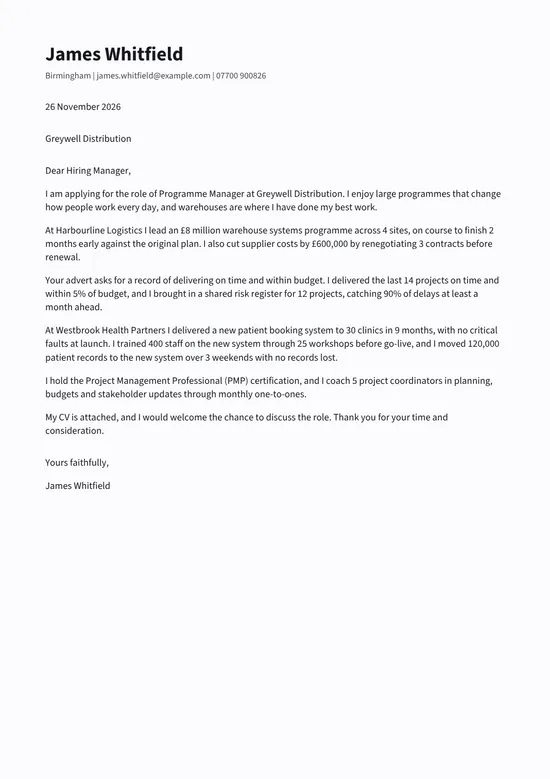 James Whitfield
Birmingham | james.whitfield@example.com | 07700 900826
26 November 2026
Greywell Distribution
Dear Hiring Manager,
I am applying for the role of Programme Manager at Greywell Distribution. I enjoy large programmes that change
how people work every day, and warehouses are where I have done my best work.
At Harbourline Logistics I lead an £8 million warehouse systems programme across 4 sites, on course to finish 2
months early against the original plan. I also cut supplier costs by £600,000 by renegotiating 3 contracts before
renewal.
Your advert asks for a record of delivering on time and within budget. I delivered the last 14 projects on time and
within 5% of budget, and I brought in a shared risk register for 12 projects, catching 90% of delays at least a
month ahead.
At Westbrook Health Partners I delivered a new patient booking system to 30 clinics in 9 months, with no critical
faults at launch. I trained 400 staff on the new system through 25 workshops before go-live, and I moved 120,000
patient records to the new system over 3 weekends with no records lost.
I hold the Project Management Professional (PMP) certification, and I coach 5 project coordinators in planning,
budgets and stakeholder updates through monthly one-to-ones.
My CV is attached, and I would welcome the chance to discuss the role. Thank you for your time and
consideration.
Yours faithfully,
James Whitfield